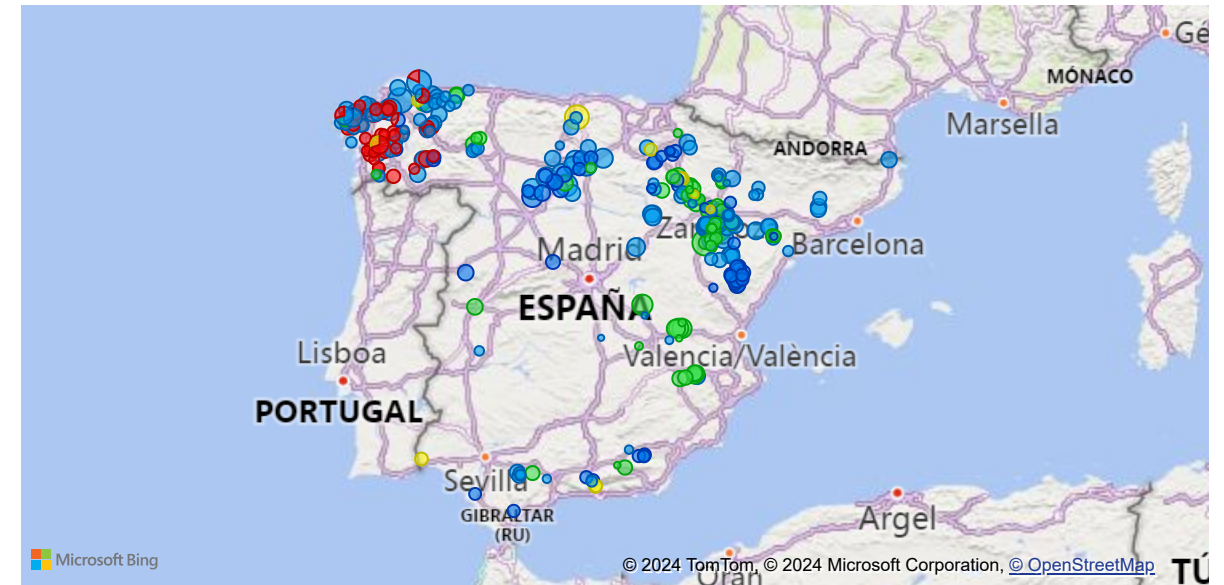 Gé
MÓNACO
Marsella
ANDORRA
Barcelona
Madrid
ESPAÑA
Valencia/València
Lisboa
PORTUGAL
Sevilla
GIBRALTAR
(RU)
Argel
Orán
Microsoft Bing
© 2024 TomTom, © 2024 Microsoft Corporation, © OpenStreetMap
TÚ